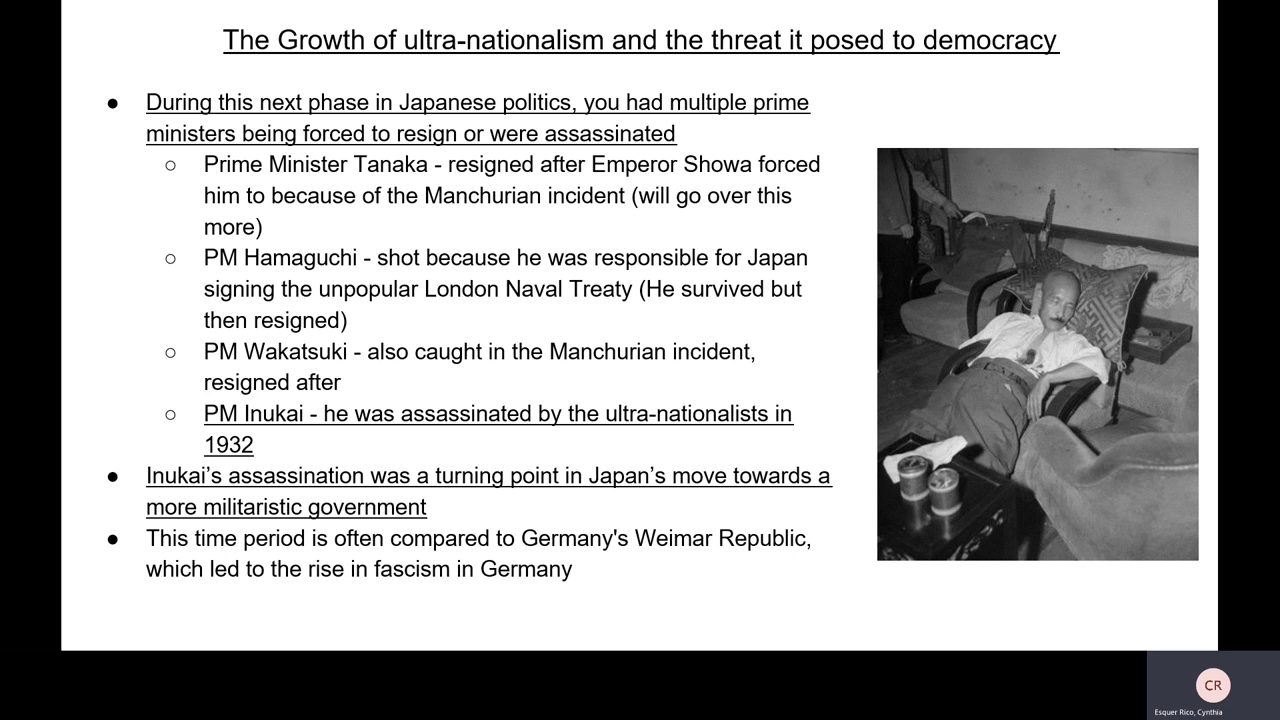 The Growth of ultra-nationalism and the threat it posed to democracy
● During this next phase in Japanese politics, you had multiple prime
ministers being forced to resign or were assassinated
○ Prime Minister Tanaka - resigned after Emperor Showa forced
him to because of the Manchurian incident (will go over this
more)
○ PM Hamaguchi - shot because he was responsible for Japan
signing the unpopular London Naval Treaty (He survived but
then resigned)
○ PM Wakatsuki - also caught in the Manchurian incident,
resigned after
○ PM Inukai - he was assassinated by the ultra-nationalists in
1932
● Inukai’s assassination was a turning point in Japan’s move towards a
more militaristic government
● This time period is often compared to Germany's Weimar Republic,
which led to the rise in fascism in Germany
CR
Esquer Rico, Cynthia